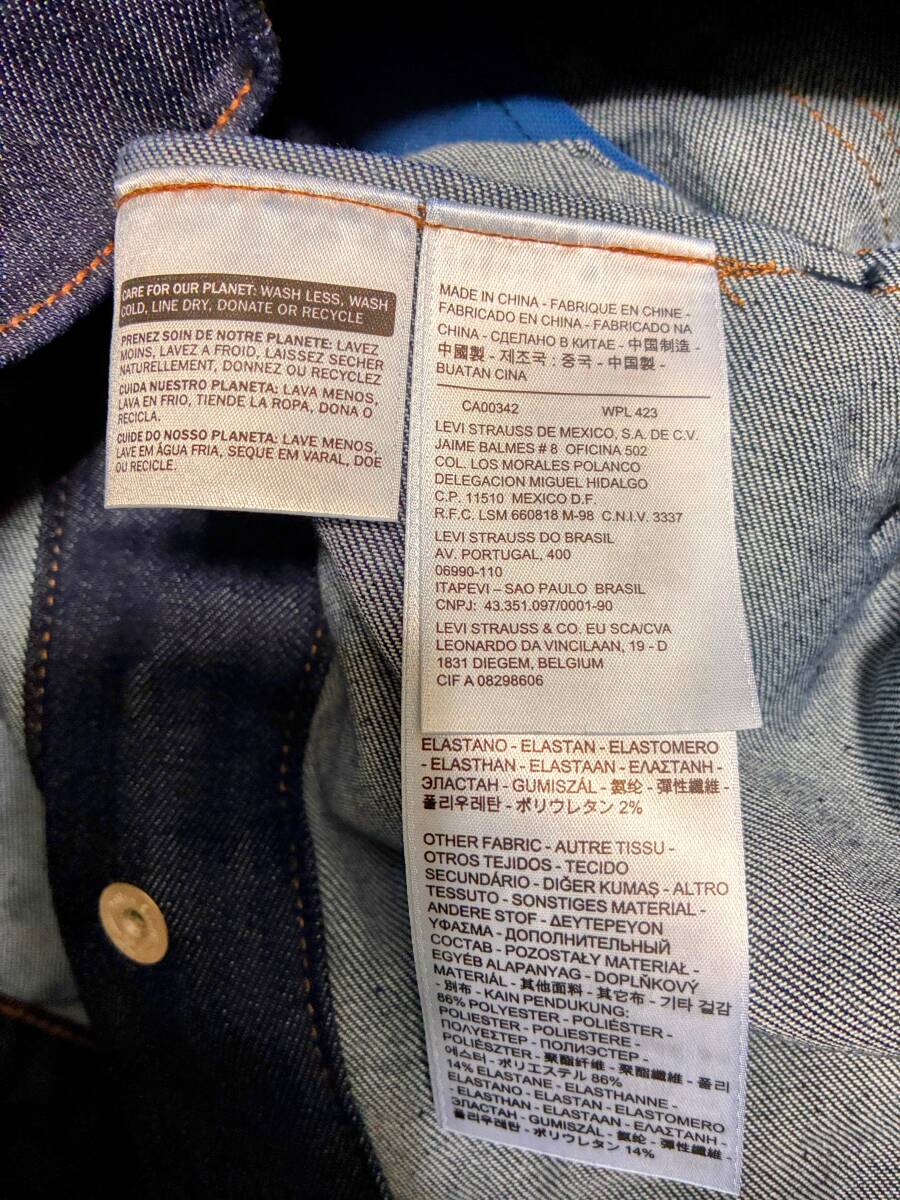 CARE FOR OUR PLANET: WASH LESS, WASH
COLD, LINE DRY, DONATE OR RECYCLE
PRENEZ SOIN DE NOTRE PLANETE: LAVEZ
MOINS, LAVEZ A FROID, LAISSEZ SECHER
NATURELLEMENT, DONNEZ OU RECYCLEZ
CUIDA NUESTRO PLANETA: LAVA MENOS,
LAVA EN FRIO, TIENDE LA ROPA, DONA O
RECICLA.
CUIDE DO NOSSO PLANETA: LAVE MENOS,
LAVE EM ÁGUA FRIA, SEQUE EM VARAL, DOE
OU RECICLE.
MADE IN CHINA - FABRIQUE EN CHINE -
FABRICADO EN CHINA - FABRICADO NA
CHINA - СДЕЛАНО В КИТАЕ - 中国制造 -
中國製 - 제조국 : 중국 - 中国製 -
BUATAN CINA
CA00342 WPL 423
LEVI STRAUSS DE MEXICO, S.A. DE C.V.
JAIME BALMES # 8 OFICINA 502
COL. LOS MORALES POLANCO
DELEGACION MIGUEL HIDALGO
C.P. 11510 MEXICO D.F.
R.F.C. LSM 660818 M-98 C.N.I.V. 3337
LEVI STRAUSS DO BRASIL
AV. PORTUGAL, 400
06990-110
ITAPEVI – SAO PAULO BRASIL
CNPJ: 43.351.097/0001-90
LEVI STRAUSS & CO. EU SCA/CVA
LEONARDO DA VINCILAAN, 19 - D
1831 DIEGEM, BELGIUM
CIF A 08298606
ELASTANO - ELASTAN - ELASTOMERO
- ELASTHAN - ELASTAAN - ΕΛΑΣΤΑΝΗ -
ЭЛАСТАН - GUMISZÁL - 氨纶 - 彈性纖維 -
폴리우레탄 - ポリウレタン 2%
OTHER FABRIC - AUTRE TISSU -
OTROS TEJIDOS - TECIDO
SECUNDÁRIO - DIĞER KUMAŞ - ALTRO
TESSUTO - SONSTIGES MATERIAL -
ANDERE STOF - ΔΕΥΤΕΡΕΥΟΝ
ΥΦΑΣΜΑ - ДОПОЛНИТЕЛЬНЫЙ
СОСТАВ - POZOSTAŁY MATERIAŁ -
EGYÉB ALAPANYAG - DOPLŇKOVÝ
MATERIÁL - 其他面料 - 其它布 - 기타 겉감
- 別布 - KAIN PENDUKUNG:
86% POLYESTER - POLIÉSTER -
POLIESTER - POLIESTERE -
ΠΟΛΥΕΣΤΕΡ - ПОЛИЭСТЕР -
POLIÉSZTER - 聚酯纤维 - 聚酯纖維 - 폴리
에스터 - ポリエステル 86%
14% ELASTANE - ELASTHANNE -
ELASTANO - ELASTAN - ELASTOMERO
- ELASTHAN - ELASTAAN - ΕΛΑΣΤΑΝΗ -
ЭЛАСТАН - GUMISZÁL - 氨纶 - 彈性纖維 -
폴리우레탄 - ポリウレタン 14%